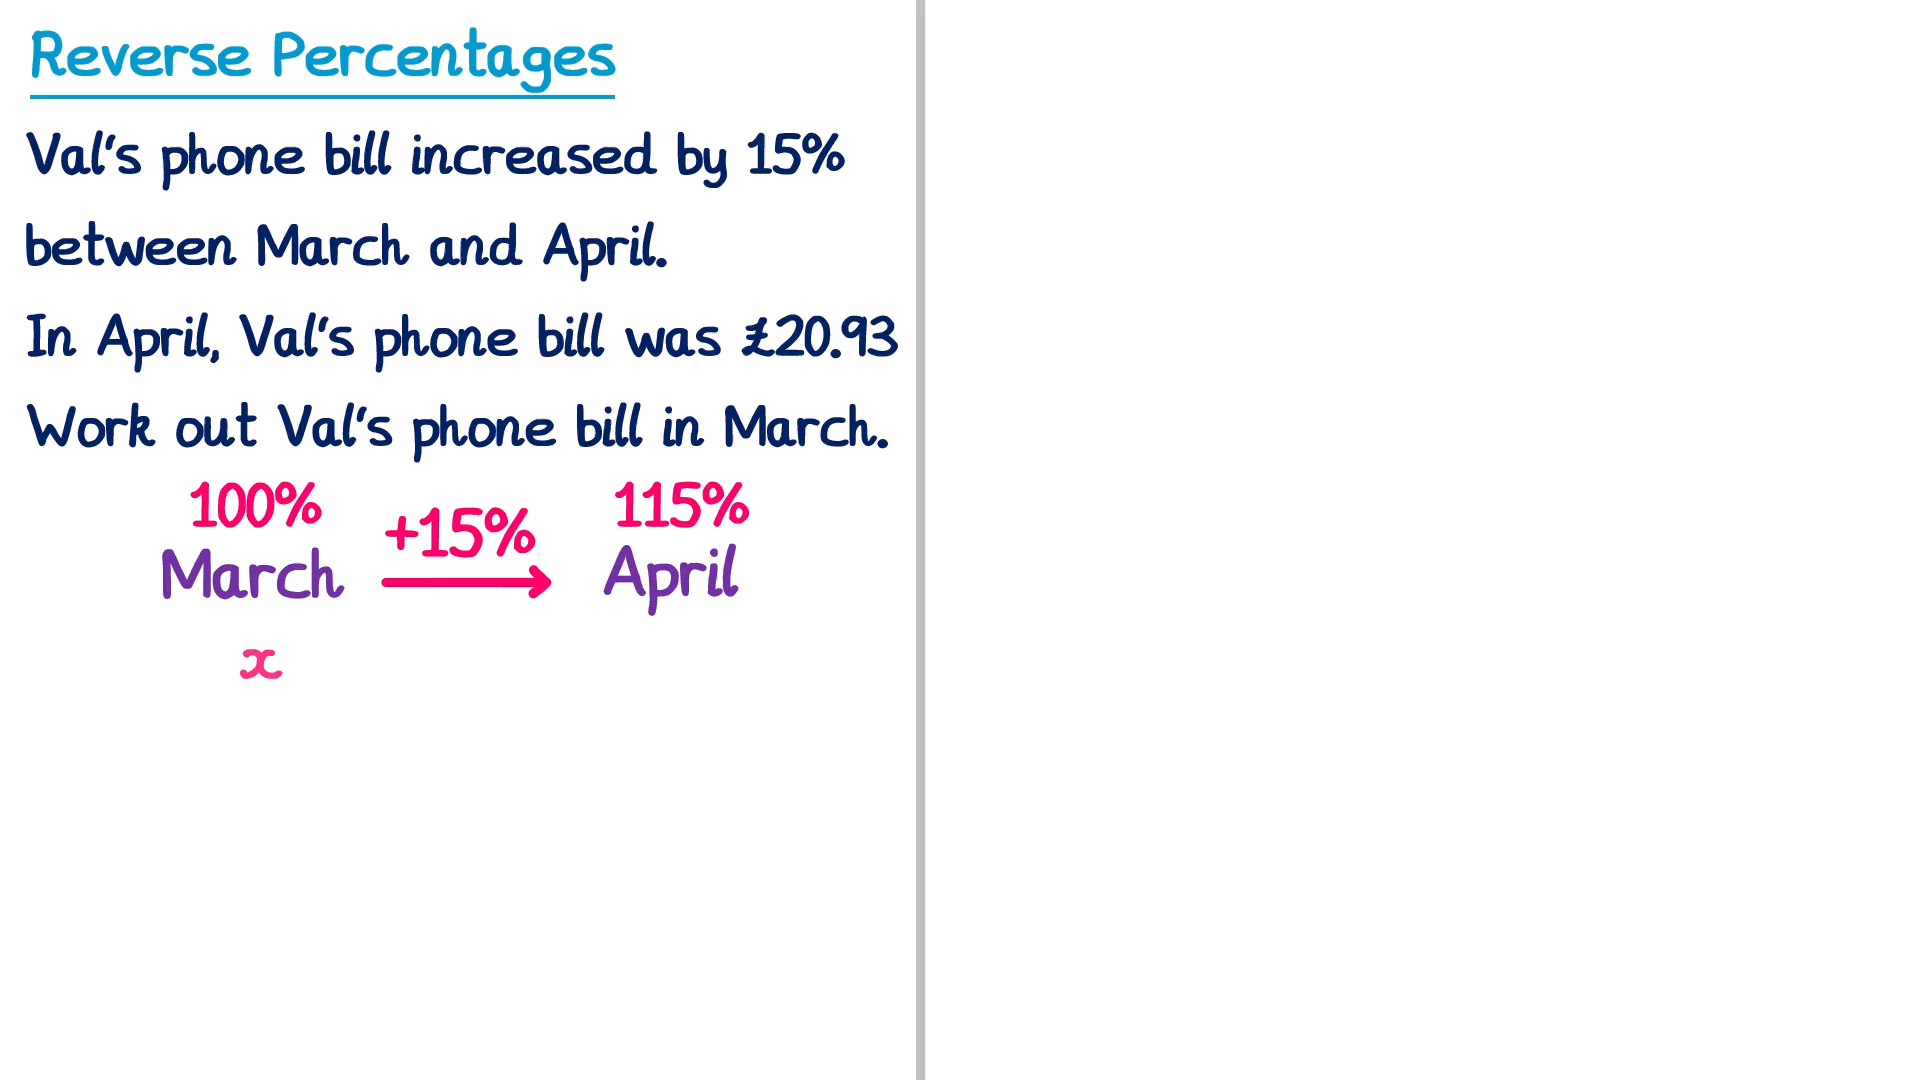 Reverse Percentages
Val's phone bill increased by 15%
between March and April.
In April, Val's phone bill was £20.93
Work out Val's phone bill in March.
100% +15% 115%
March April
x